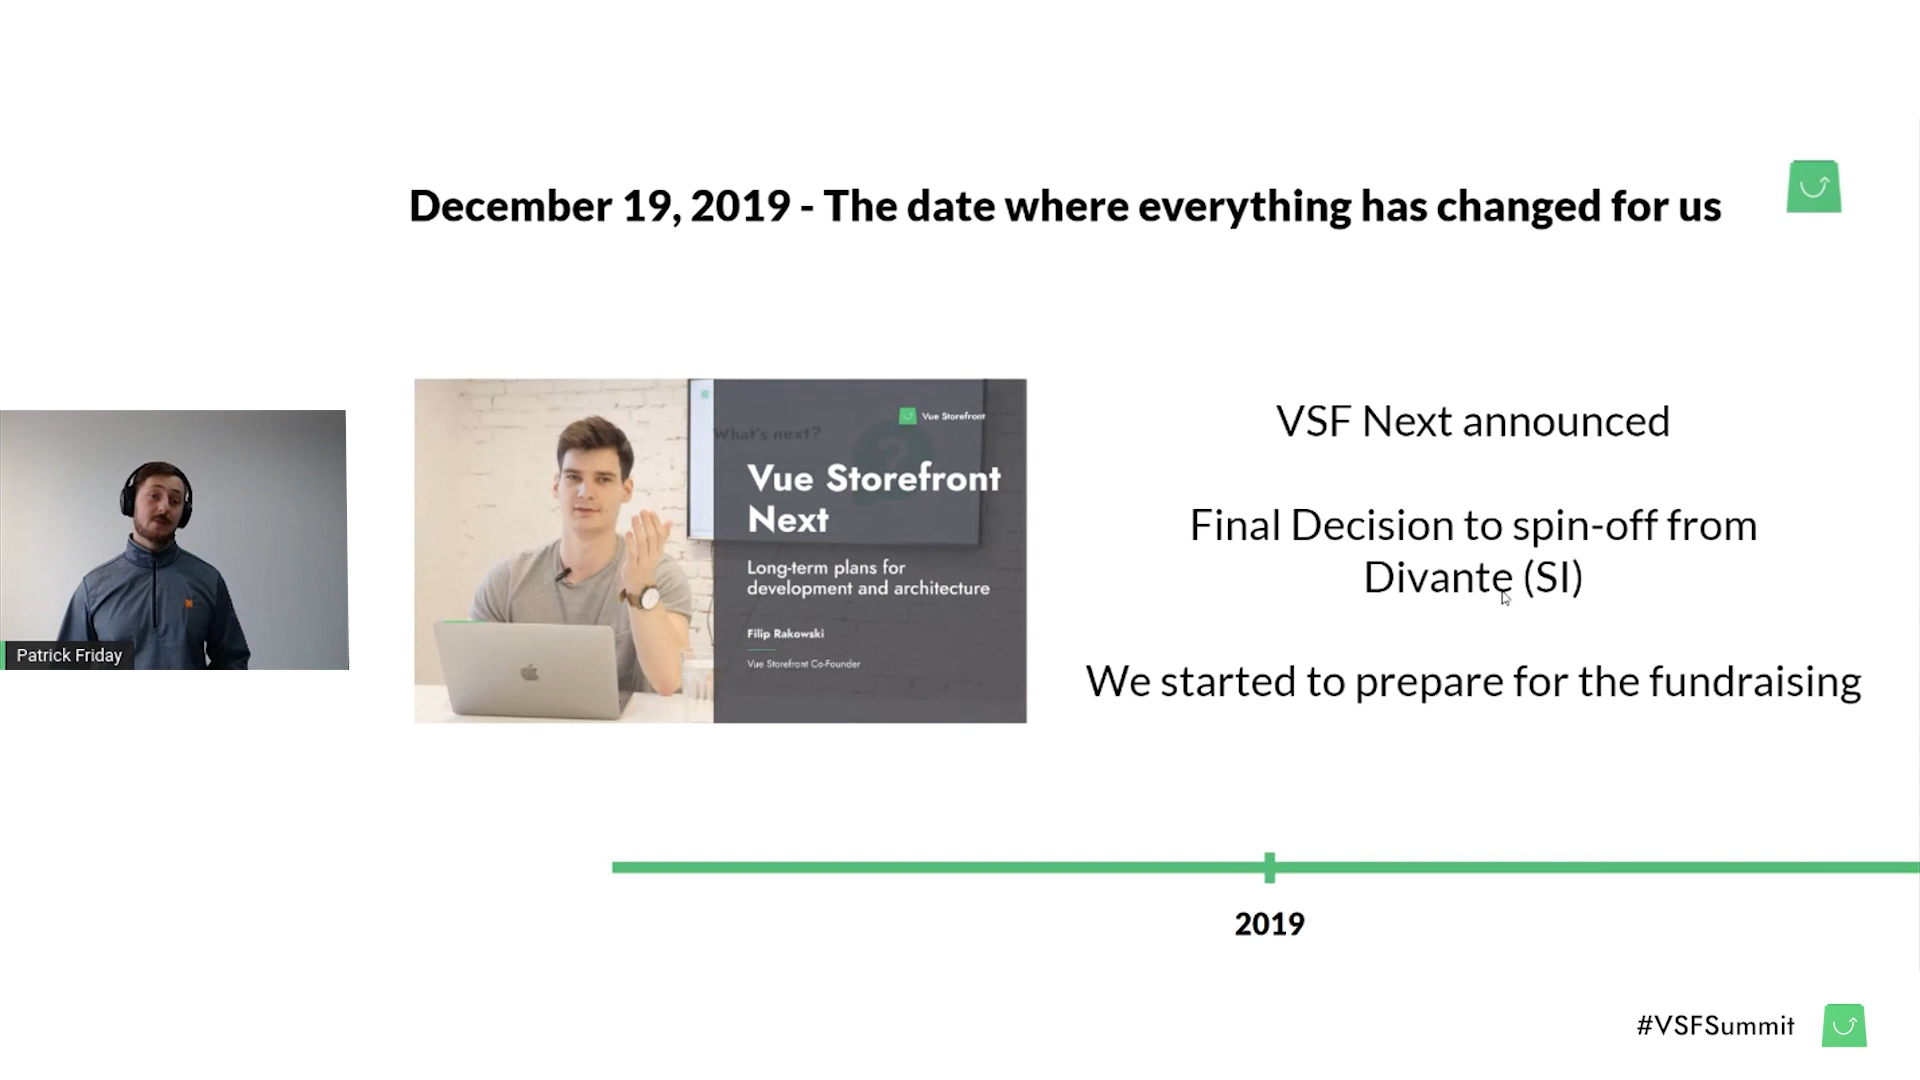 December 19, 2019 - The date where everything has changed for us
Patrick Friday
What's next?
Vue Storefront
Vue Storefront
Next
Long-term plans for
development and architecture
Filip Rakowski
Vue Storefront Co-Founder
VSF Next announced
Final Decision to spin-off from
Divante (SI)
We started to prepare for the fundraising
2019
#VSFSummit